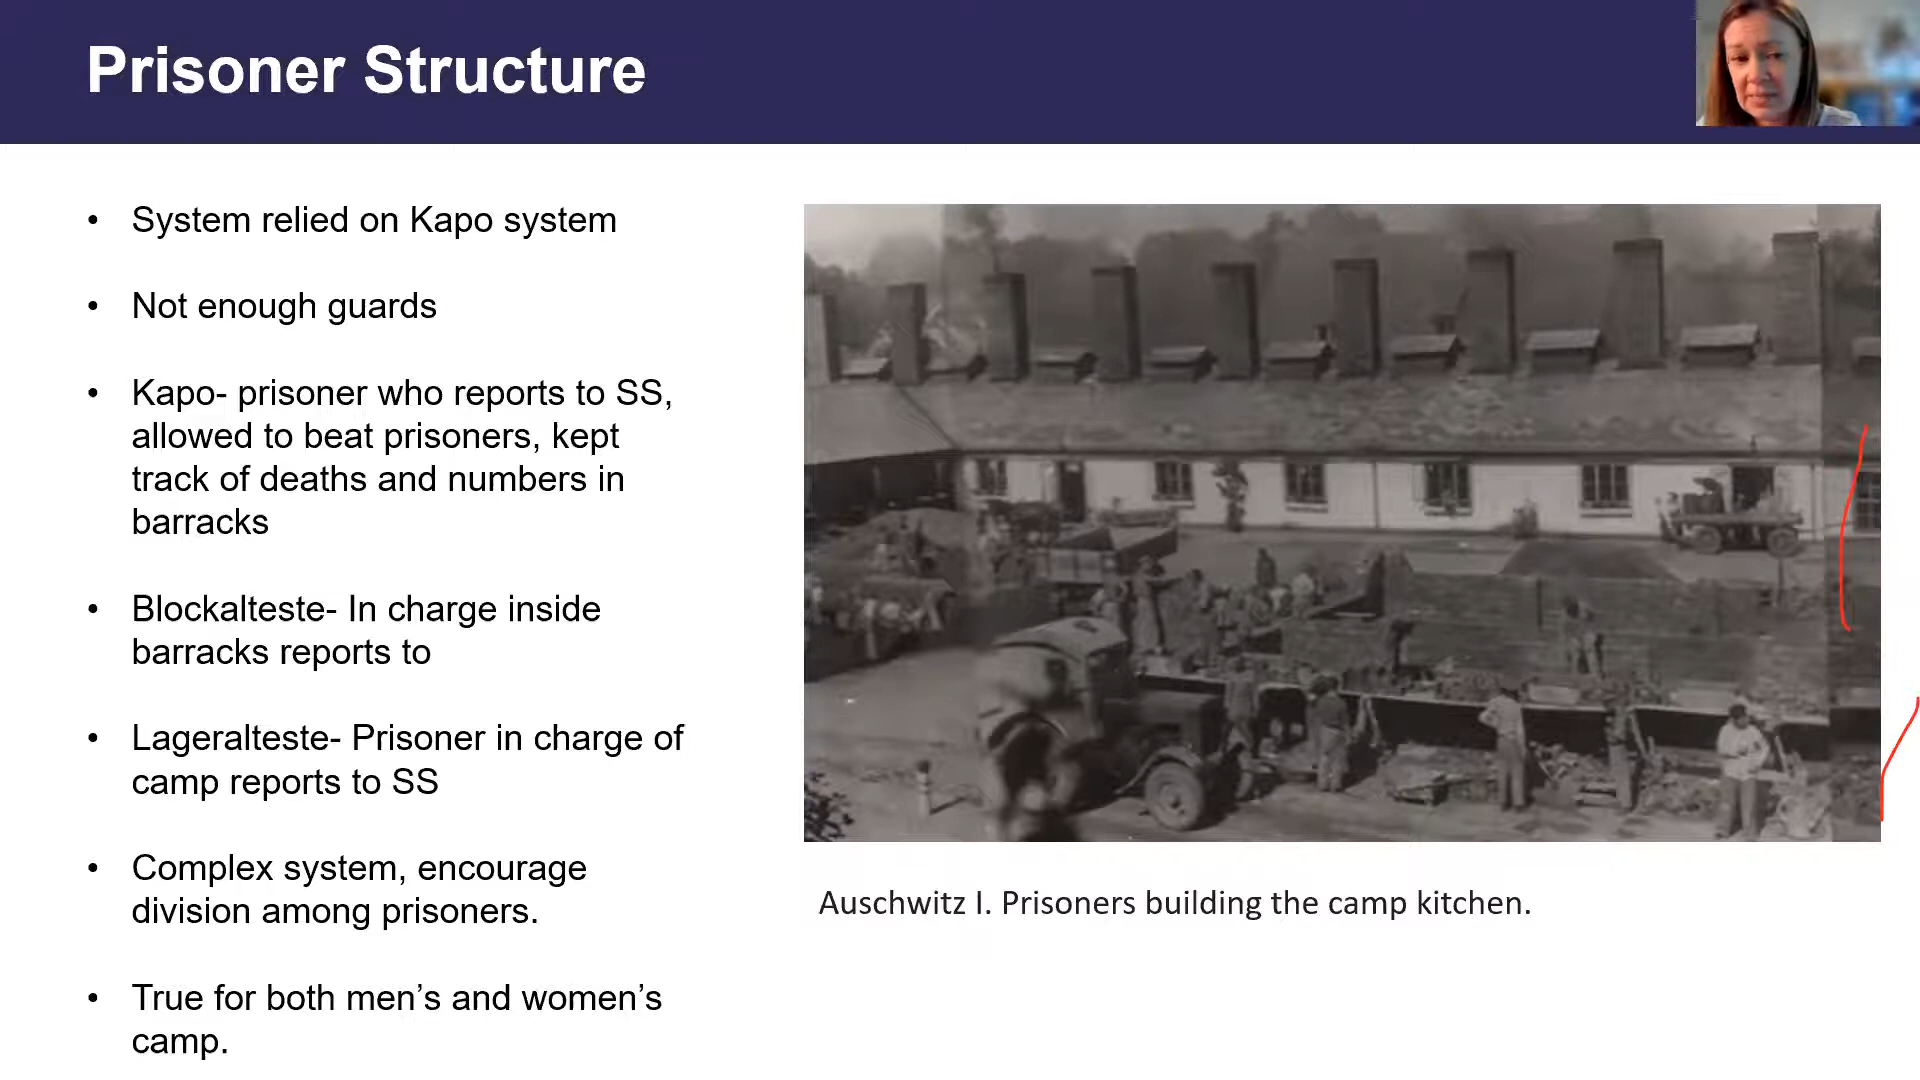 Prisoner Structure
• System relied on Kapo system
• Not enough guards
• Kapo- prisoner who reports to SS,
allowed to beat prisoners, kept
track of deaths and numbers in
barracks
• Blockalteste- In charge inside
barracks reports to
• Lageralteste- Prisoner in charge of
camp reports to SS
• Complex system, encourage
division among prisoners.
• True for both men’s and women’s
camp.
Auschwitz I. Prisoners building the camp kitchen.